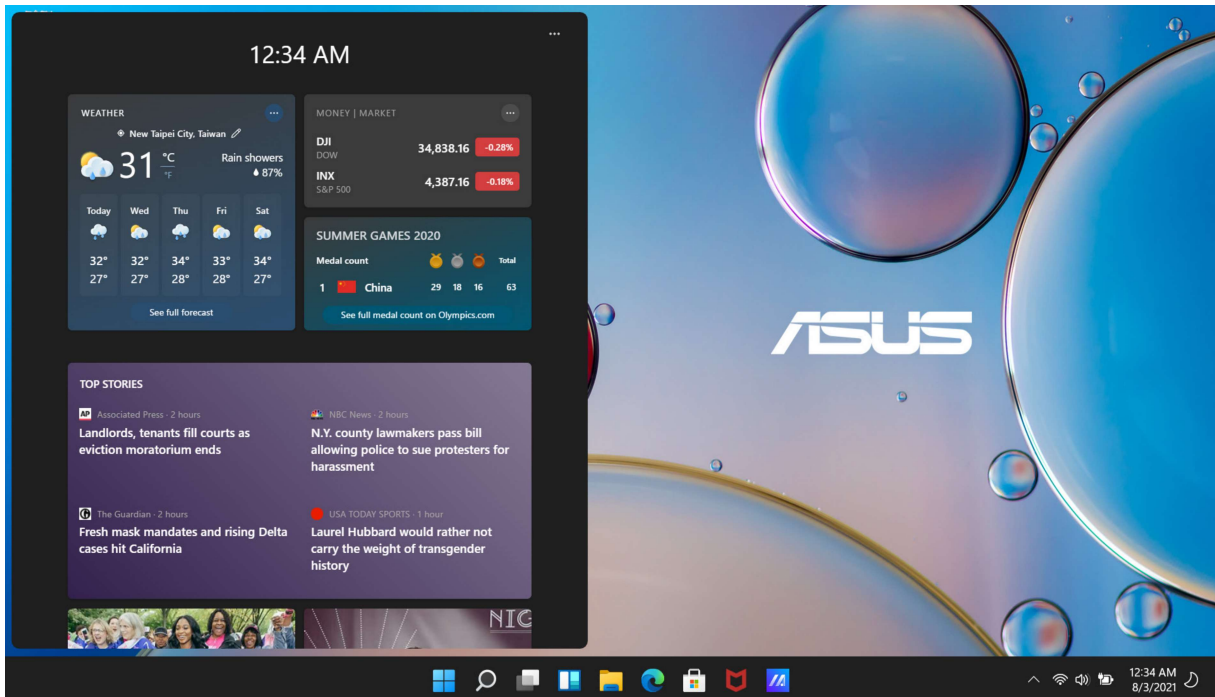 12:34 AM
WEATHER
New Taipei City, Taiwan
31 °C
°F
Rain showers
87%
Today Wed Thu Fri Sat
32° 32° 34° 33° 34°
27° 27° 28° 28° 27°
See full forecast
MONEY | MARKET
DJI
DOW
34,838.16 -0.28%
INX
S&P 500
4,387.16 -0.18%
SUMMER GAMES 2020
Medal count Total
1 China 29 18 16 63
See full medal count on Olympics.com
TOP STORIES
AP Associated Press · 2 hours
Landlords, tenants fill courts as
eviction moratorium ends
NBC News · 2 hours
N.Y. county lawmakers pass bill
allowing police to sue protesters for
harassment
The Guardian · 2 hours
Fresh mask mandates and rising Delta
cases hit California
USA TODAY SPORTS · 1 hour
Laurel Hubbard would rather not
carry the weight of transgender
history
ASUS
12:34 AM
8/3/2021